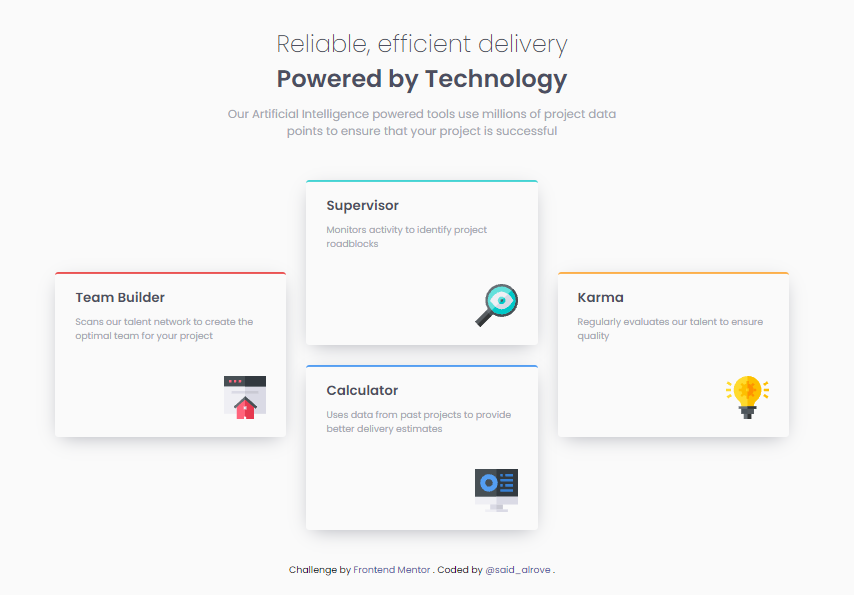 Reliable, efficient delivery
Powered by Technology
Our Artificial Intelligence powered tools use millions of project data
points to ensure that your project is successful
Supervisor
Monitors activity to identify project
roadblocks
Team Builder
Scans our talent network to create the
optimal team for your project
Karma
Regularly evaluates our talent to ensure
quality
Calculator
Uses data from past projects to provide
better delivery estimates
Challenge by Frontend Mentor . Coded by @said_alrove .